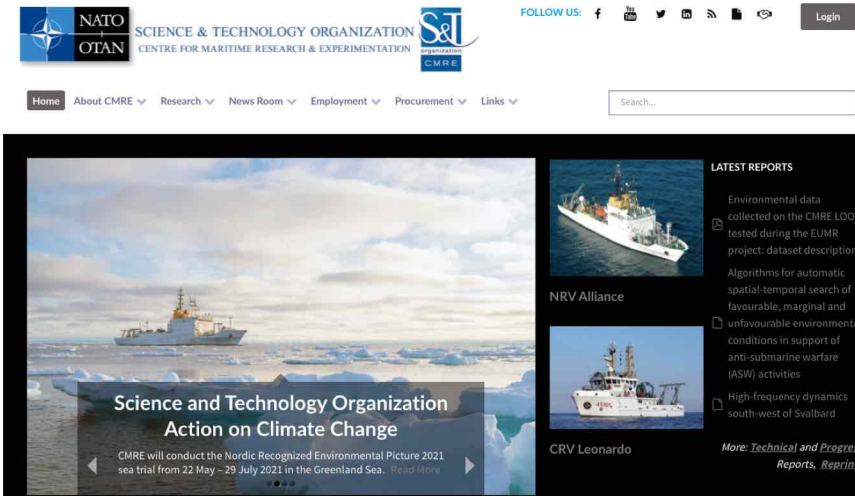 NATO
OTAN
SCIENCE & TECHNOLOGY ORGANIZATION
CENTRE FOR MARITIME RESEARCH & EXPERIMENTATION
S&T
organization
CMRE
FOLLOW US:
You
Tube
Login
Home About CMRE Research News Room Employment Procurement Links
Search...
Science and Technology Organization
Action on Climate Change
CMRE will conduct the Nordic Recognized Environmental Picture 2021
sea trial from 22 May – 29 July 2021 in the Greenland Sea. Read More
NRV Alliance
CRV Leonardo
LATEST REPORTS
Environmental data
collected on the CMRE LOO
tested during the EUMR
project: dataset description
Algorithms for automatic
spatial-temporal search of
favourable, marginal and
unfavourable environmenta
conditions in support of
anti-submarine warfare
(ASW) activities
High-frequency dynamics
south-west of Svalbard
More: Technical and Progres
Reports, Reprin